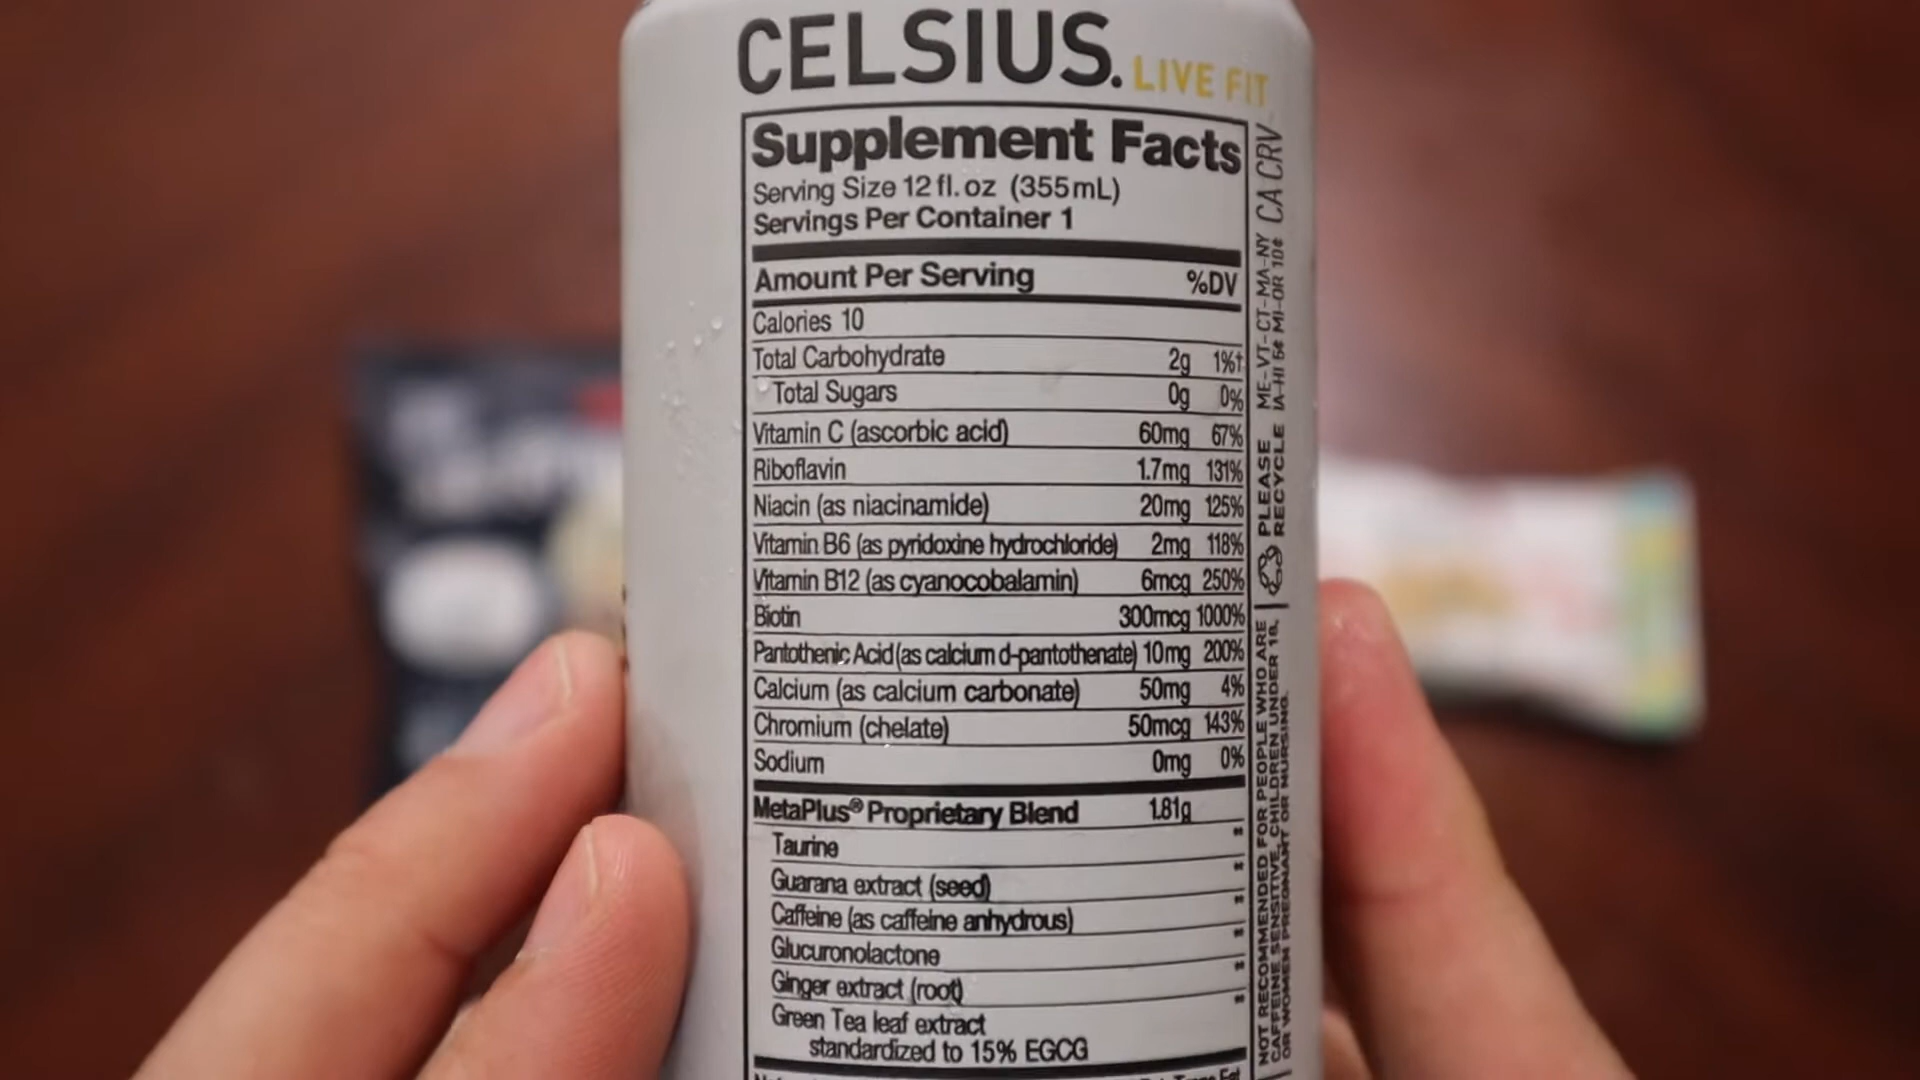 CELSIUS. LIVE FIT
Supplement Facts
Serving Size 12 fl. oz (355mL)
Servings Per Container 1
Amount Per Serving %DV
Calories 10
Total Carbohydrate 2g 1%†
Total Sugars 0g 0%
Vitamin C (ascorbic acid) 60mg 67%
Riboflavin 1.7mg 131%
Niacin (as niacinamide) 20mg 125%
Vitamin B6 (as pyridoxine hydrochloride) 2mg 118%
Vitamin B12 (as cyanocobalamin) 6mcg 250%
Biotin 300mcg 1000%
Pantothenic Acid (as calcium d-pantothenate) 10mg 200%
Calcium (as calcium carbonate) 50mg 4%
Chromium (chelate) 50mcg 143%
Sodium 0mg 0%
MetaPlus® Proprietary Blend 1.81g
Taurine **
Guarana extract (seed) **
Caffeine (as caffeine anhydrous) **
Glucuronolactone **
Ginger extract (root) **
Green Tea leaf extract **
standardized to 15% EGCG
NOT RECOMMENDED FOR PEOPLE WHO ARE
CAFFEINE SENSITIVE, CHILDREN UNDER 18,
OR WOMEN PREGNANT OR NURSING.
PLEASE
RECYCLE
ME-VT-CT-MA-NY
IA-HI 5¢ MI-OR 10¢
CA CRV